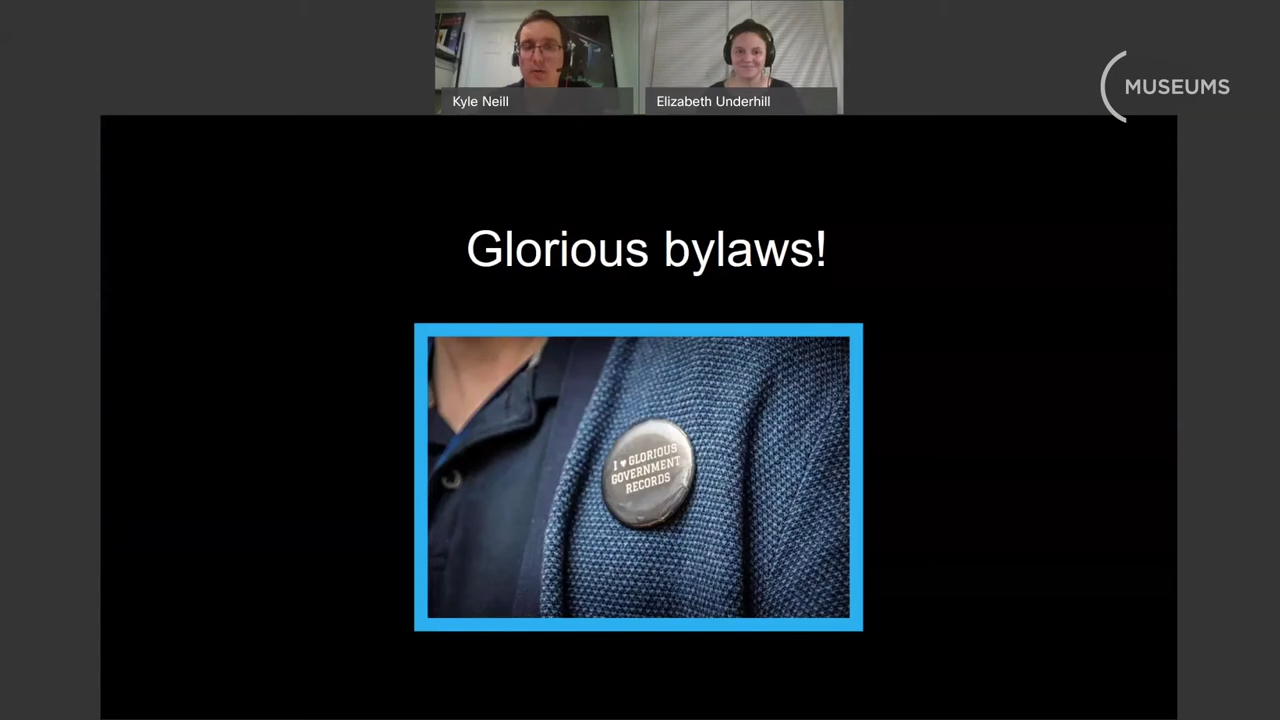 Kyle Neill
Elizabeth Underhill
MUSEUMS
Glorious bylaws!
I ♥ GLORIOUS
GOVERNMENT
RECORDS